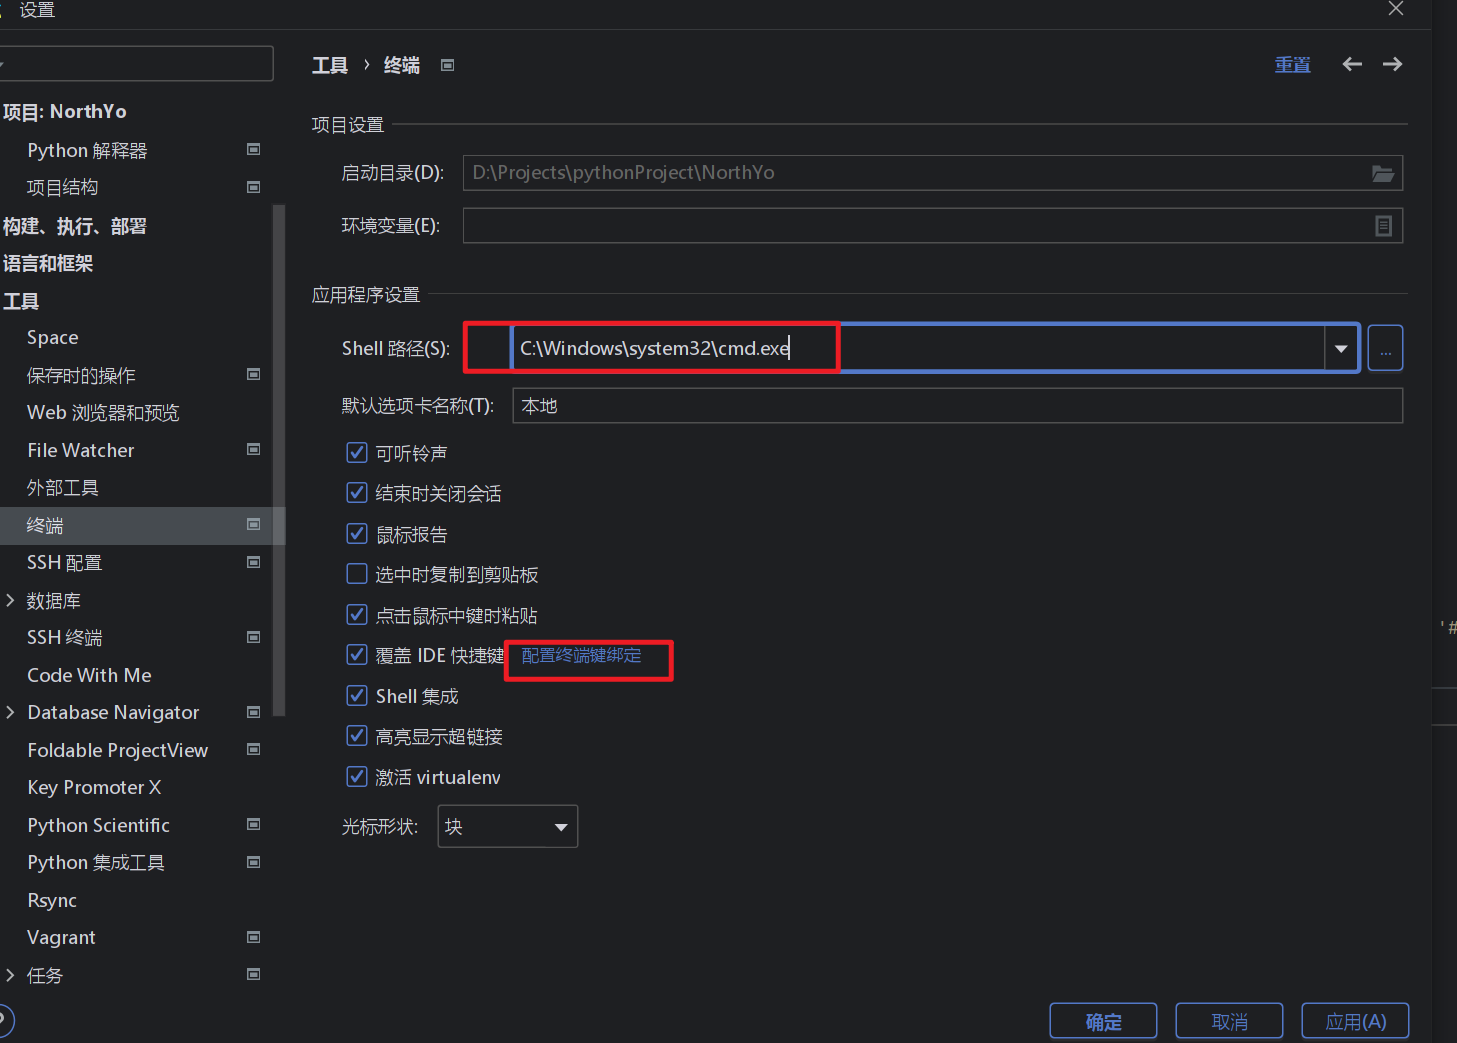 设置
项目: NorthYo
Python 解释器
项目结构
构建、执行、部署
语言和框架
工具
Space
保存时的操作
Web 浏览器和预览
File Watcher
外部工具
终端
SSH 配置
数据库
SSH 终端
Code With Me
Database Navigator
Foldable ProjectView
Key Promoter X
Python Scientific
Python 集成工具
Rsync
Vagrant
任务
工具 › 终端
重置
项目设置
启动目录(D): D:\Projects\pythonProject\NorthYo
环境变量(E):
应用程序设置
Shell 路径(S): C:\Windows\system32\cmd.exe
...
默认选项卡名称(T): 本地
可听铃声
结束时关闭会话
鼠标报告
选中时复制到剪贴板
点击鼠标中键时粘贴
覆盖 IDE 快捷键 配置终端键绑定
Shell 集成
高亮显示超链接
激活 virtualenv
光标形状: 块
确定 取消 应用(A)
'#